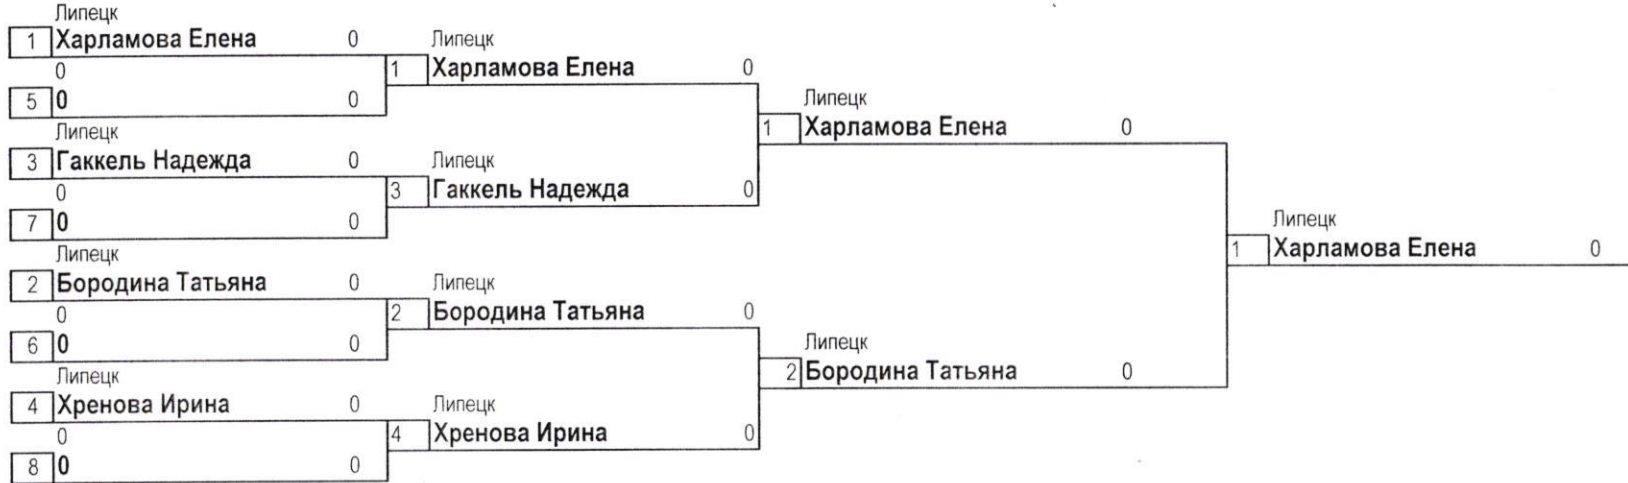 Липецк
1 Харламова Елена 0
0
5 0 0
Липецк
3 Гаккель Надежда 0
0
7 0 0
Липецк
2 Бородина Татьяна 0
0
6 0 0
Липецк
4 Хренова Ирина 0
0
8 0 0
Липецк
1 Харламова Елена 0
Липецк
3 Гаккель Надежда 0
Липецк
2 Бородина Татьяна 0
Липецк
4 Хренова Ирина 0
Липецк
1 Харламова Елена 0
Липецк
2 Бородина Татьяна 0
Липецк
1 Харламова Елена 0